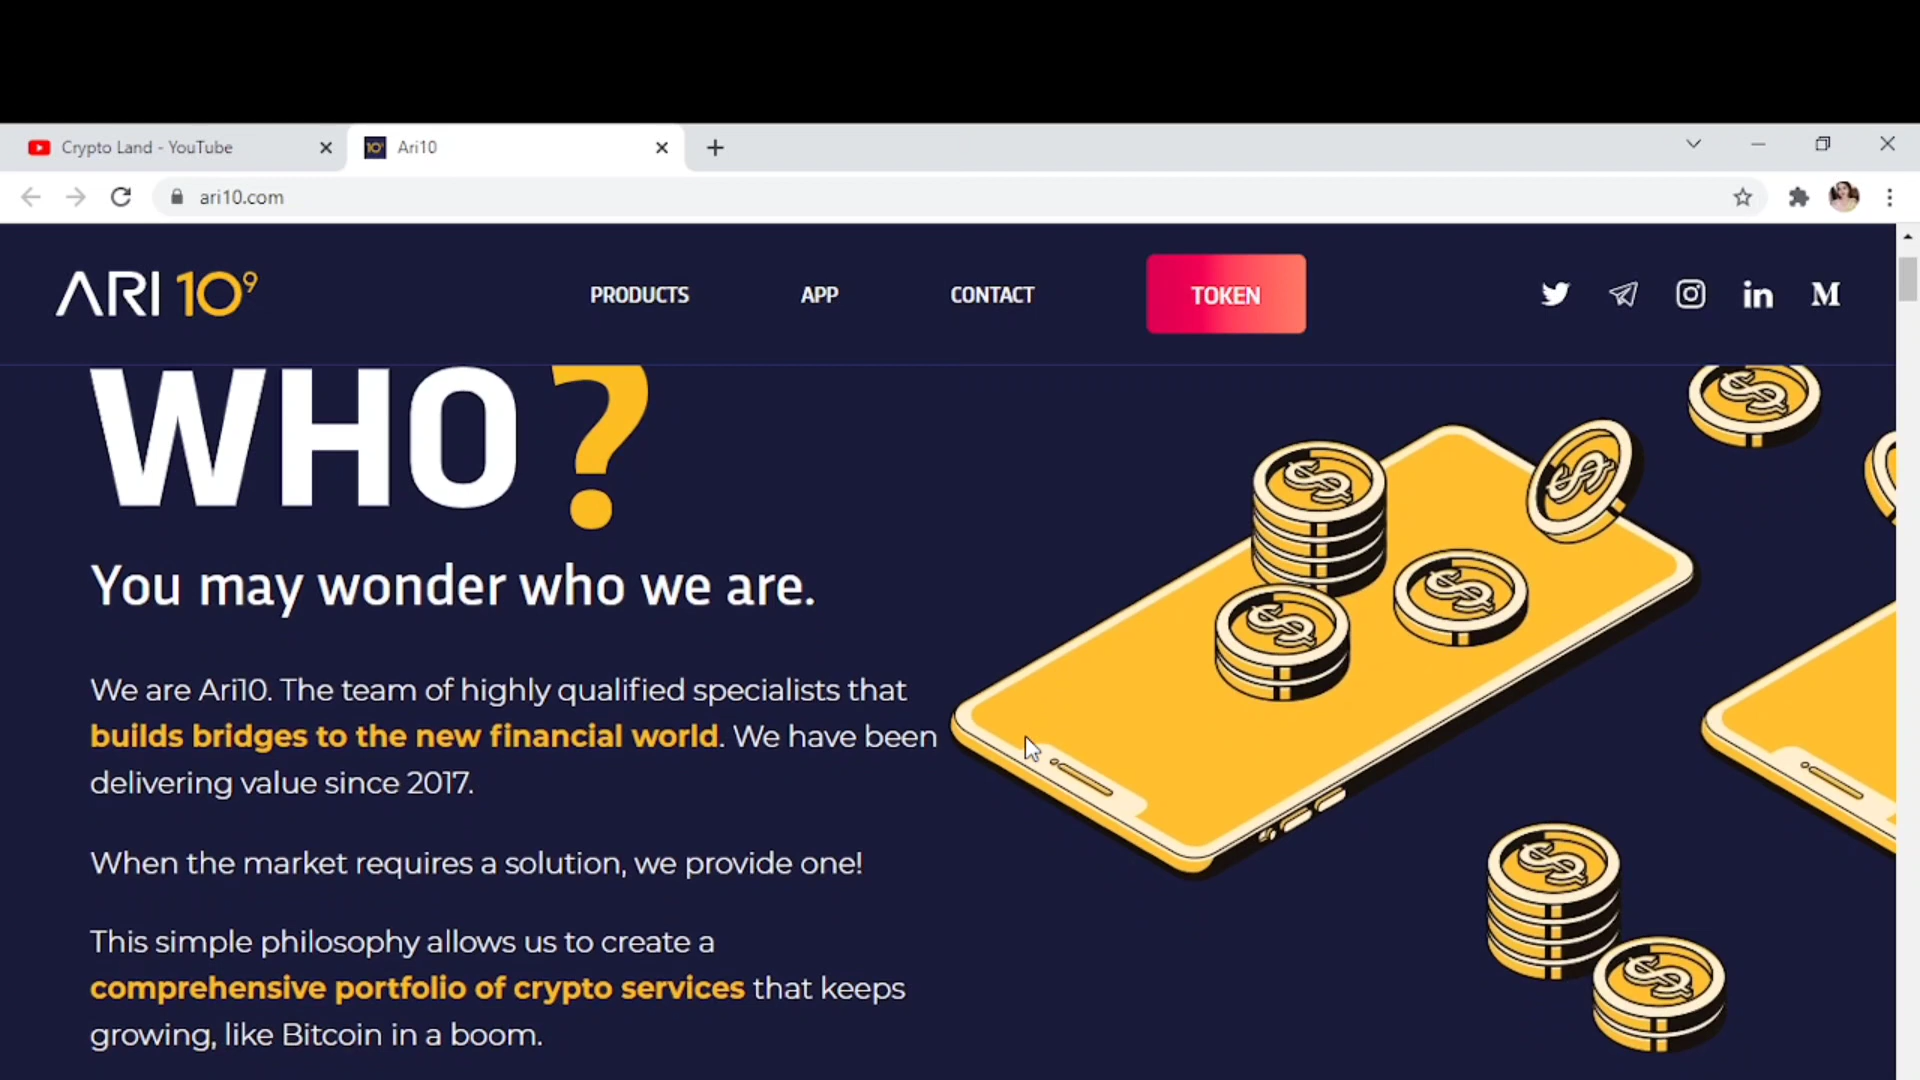 Crypto Land - YouTube
Ari10
ari10.com
ARI 10⁹
PRODUCTS
APP
CONTACT
TOKEN
WHO?
You may wonder who we are.
We are Ari10. The team of highly qualified specialists that
builds bridges to the new financial world. We have been
delivering value since 2017.
When the market requires a solution, we provide one!
This simple philosophy allows us to create a
comprehensive portfolio of crypto services that keeps
growing, like Bitcoin in a boom.